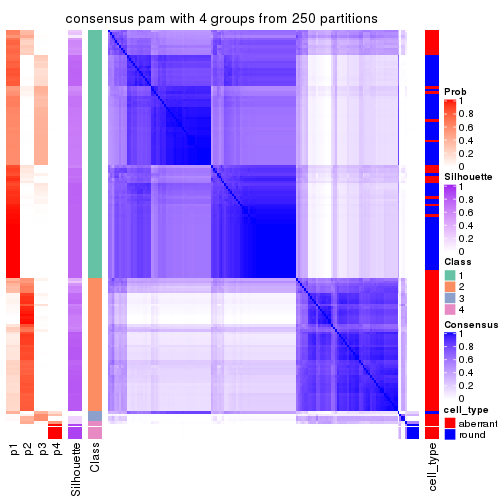 consensus pam with 4 groups from 250 partitions
Prob
1
0.8
0.6
0.4
0.2
0
Silhouette
1
0.8
0.6
0.4
0.2
0
Class
1
2
3
4
Consensus
1
0.8
0.6
0.4
0.2
0
cell_type
aberrant
round
p1
p2
p3
p4
Silhouette
Class
cell_type